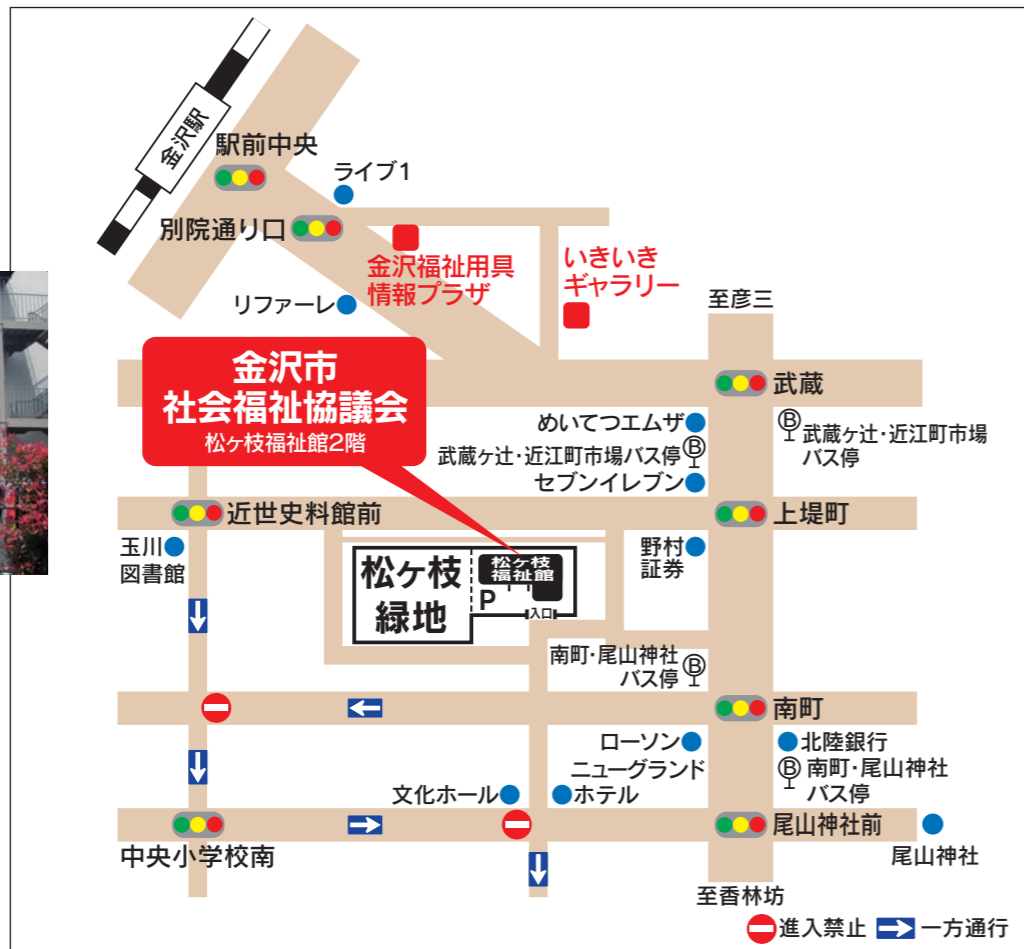 金沢駅
駅前中央
ライブ1
別院通り口
金沢福祉用具
情報プラザ
いきいき
ギャラリー
リファーレ
至彦三
金沢市
社会福祉協議会
松ヶ枝福祉館2階
武蔵
めいてつエムザ
Ⓑ
武蔵ヶ辻・近江町市場バス停
Ⓑ
武蔵ヶ辻・近江町市場
バス停
セブンイレブン
近世史料館前
上堤町
玉川
図書館
松ヶ枝
緑地
松ヶ枝
福祉館
P
入口
野村
証券
南町・尾山神社
バス停
Ⓑ
南町
ローソン
北陸銀行
ニューグランド
ホテル
Ⓑ
南町・尾山神社
バス停
文化ホール
尾山神社前
中央小学校南
尾山神社
至香林坊
進入禁止
一方通行